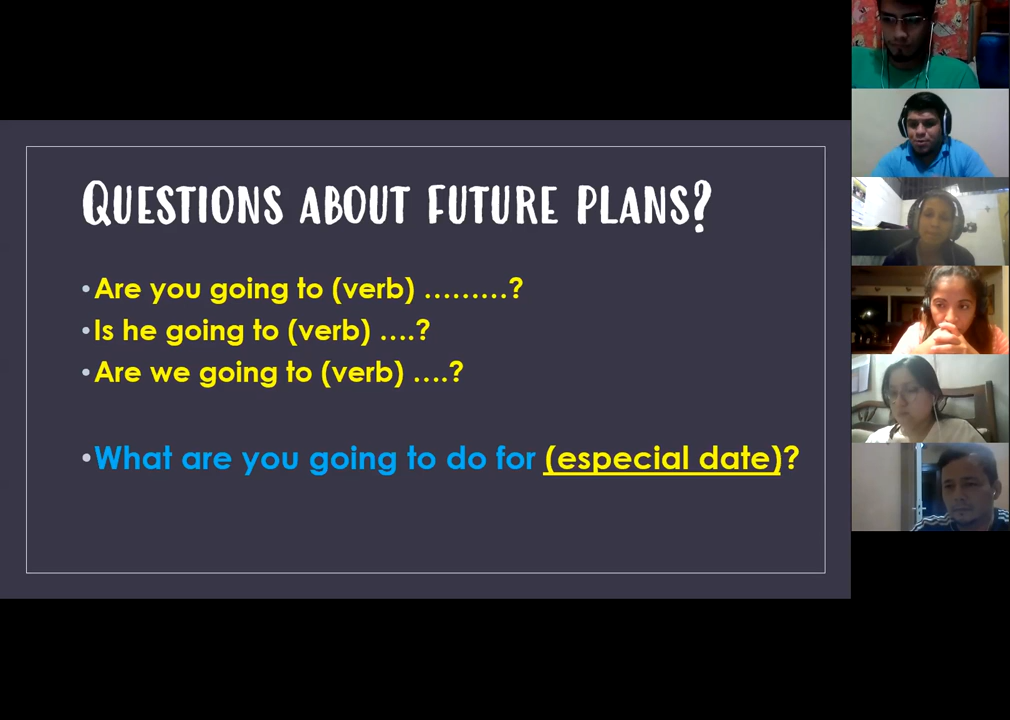 Questions about future plans?
•Are you going to (verb) ………?
•Is he going to (verb) ….?
•Are we going to (verb) ….?
•What are you going to do for (especial date)?